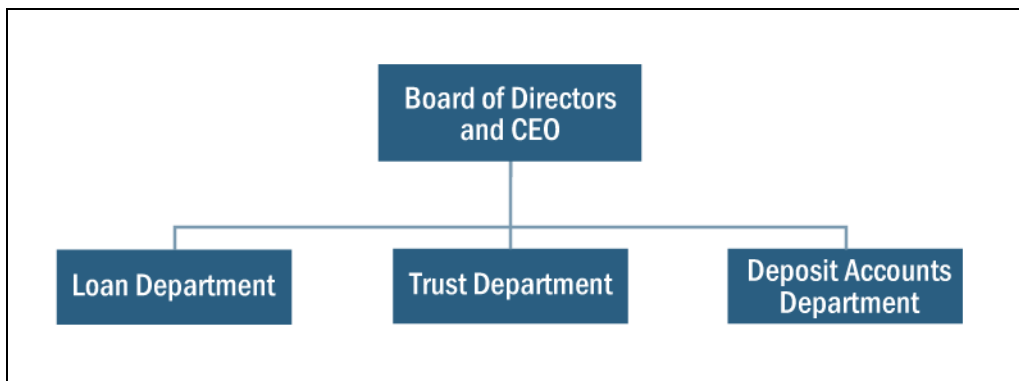 Board of Directors
and CEO
Loan Department
Trust Department
Deposit Accounts
Department